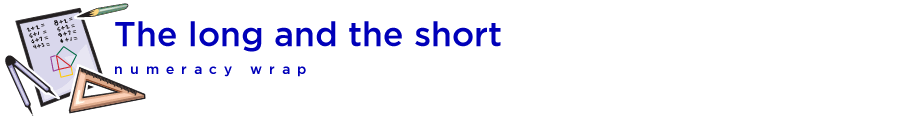 The long and the short
numeracy wrap